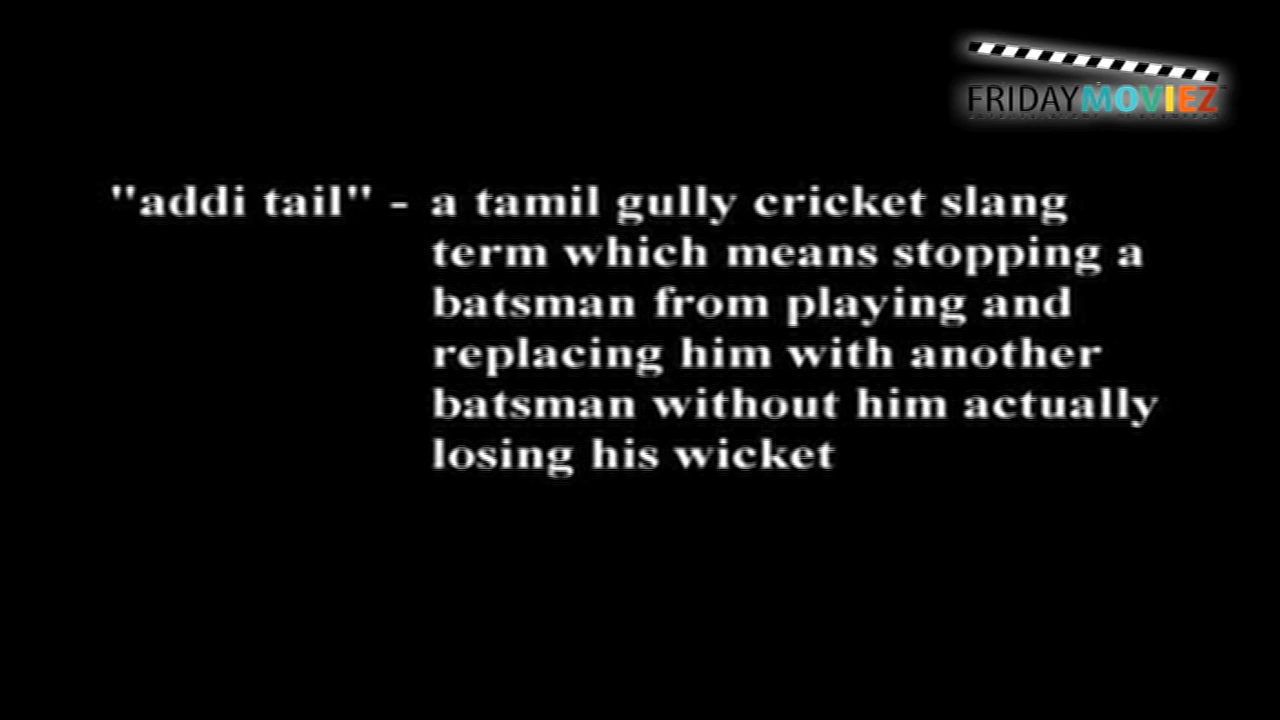 FRIDAYMOVIEZ
"addi tail" - a tamil gully cricket slang
term which means stopping a
batsman from playing and
replacing him with another
batsman without him actually
losing his wicket